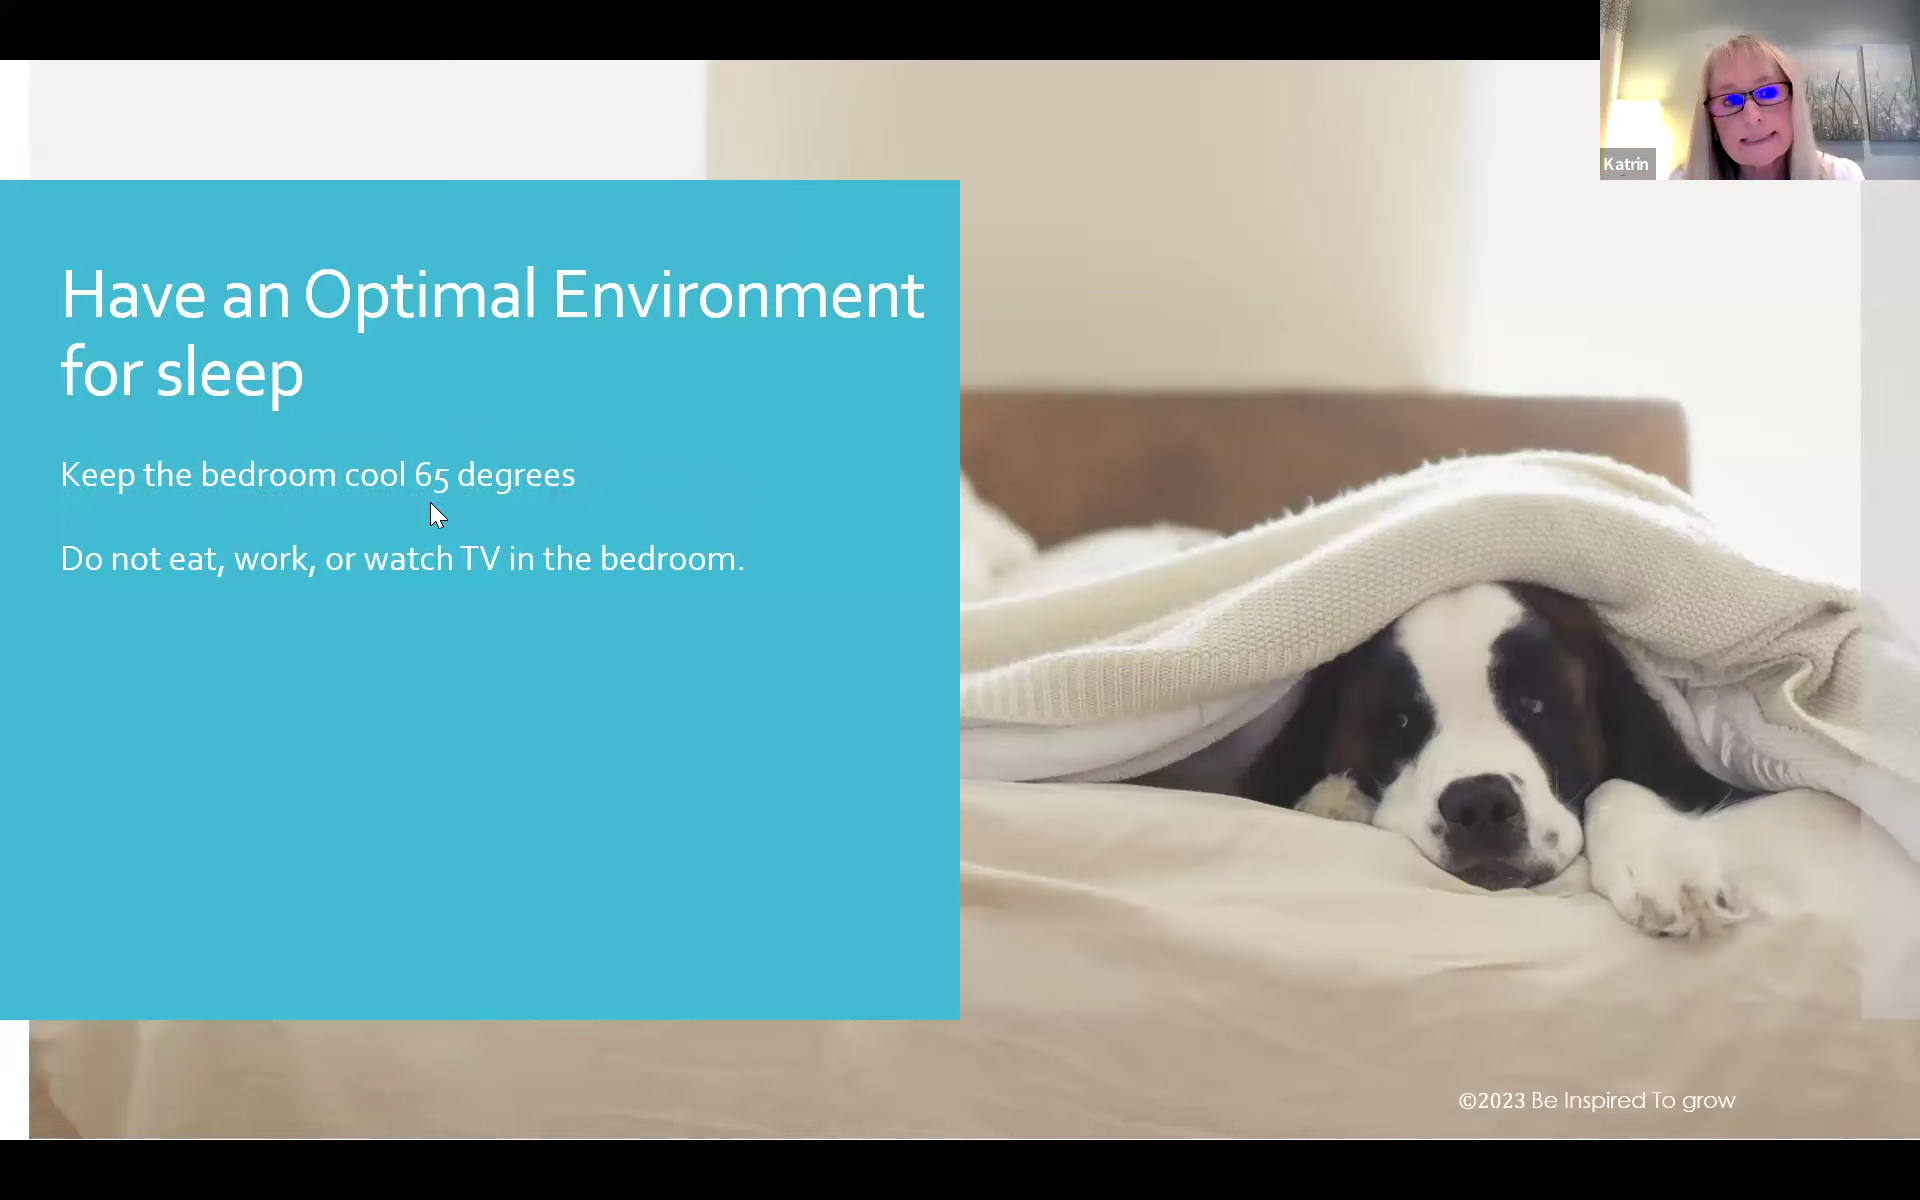 Katrin
Have an Optimal Environment
for sleep
Keep the bedroom cool 65 degrees
Do not eat, work, or watch TV in the bedroom.
©2023 Be Inspired To grow